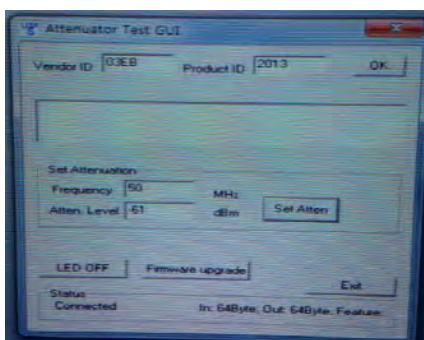 Attenuator Test GUI
Vendor ID 03EB Product ID 2013 OK
Set Attenuation
Frequency 50 MHz
Atten. Level -61 dBm Set Atten
LED OFF Firmware upgrade
Exit
Status
Connected In: 64Byte, Out: 64Byte, Feature: